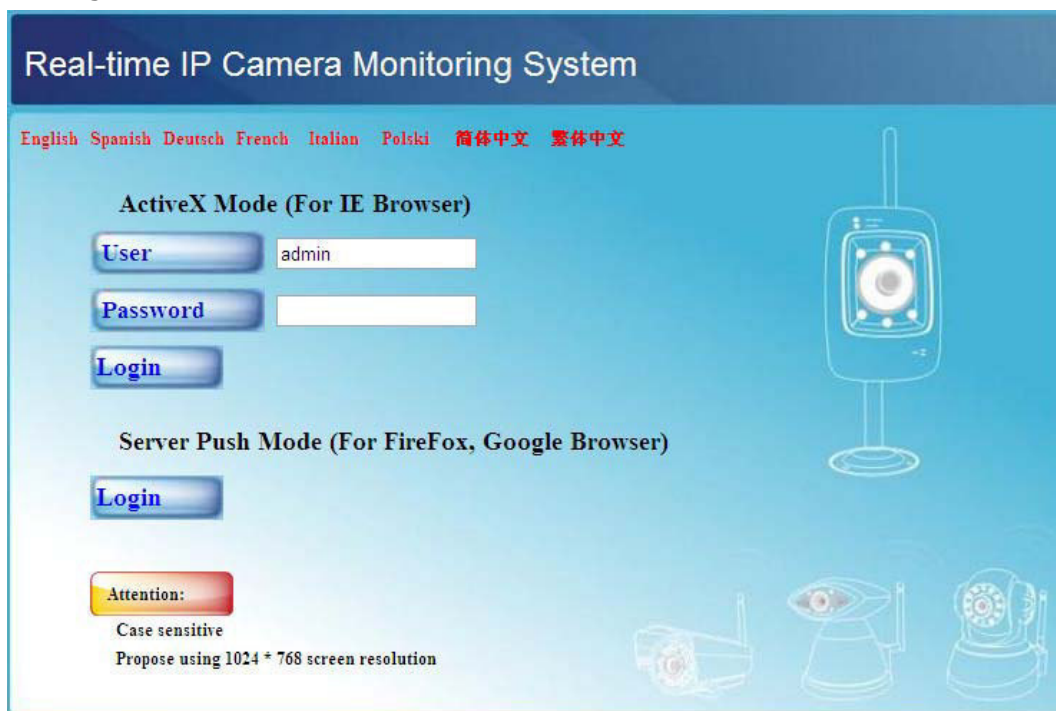 Real-time IP Camera Monitoring System
English Spanish Deutsch French Italian Polski 简体中文 繁体中文
ActiveX Mode (For IE Browser)
User admin
Password
Login
Server Push Mode (For FireFox, Google Browser)
Login
Attention:
Case sensitive
Propose using 1024 * 768 screen resolution